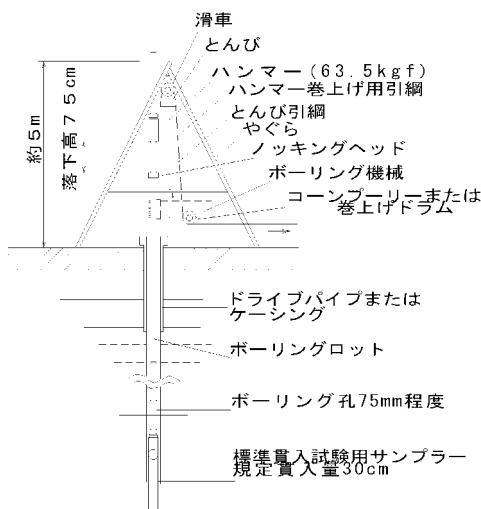 滑車
とんび
ハンマー(63.5kgf)
ハンマー巻上げ用引綱
とんび引綱
やぐら
ノッキングヘッド
ボーリング機械
コーンプーリーまたは
巻上げドラム
約5m
落下高75cm
ドライブパイプまたは
ケーシング
ボーリングロット
ボーリング孔75mm程度
標準貫入試験用サンプラー
規定貫入量30cm